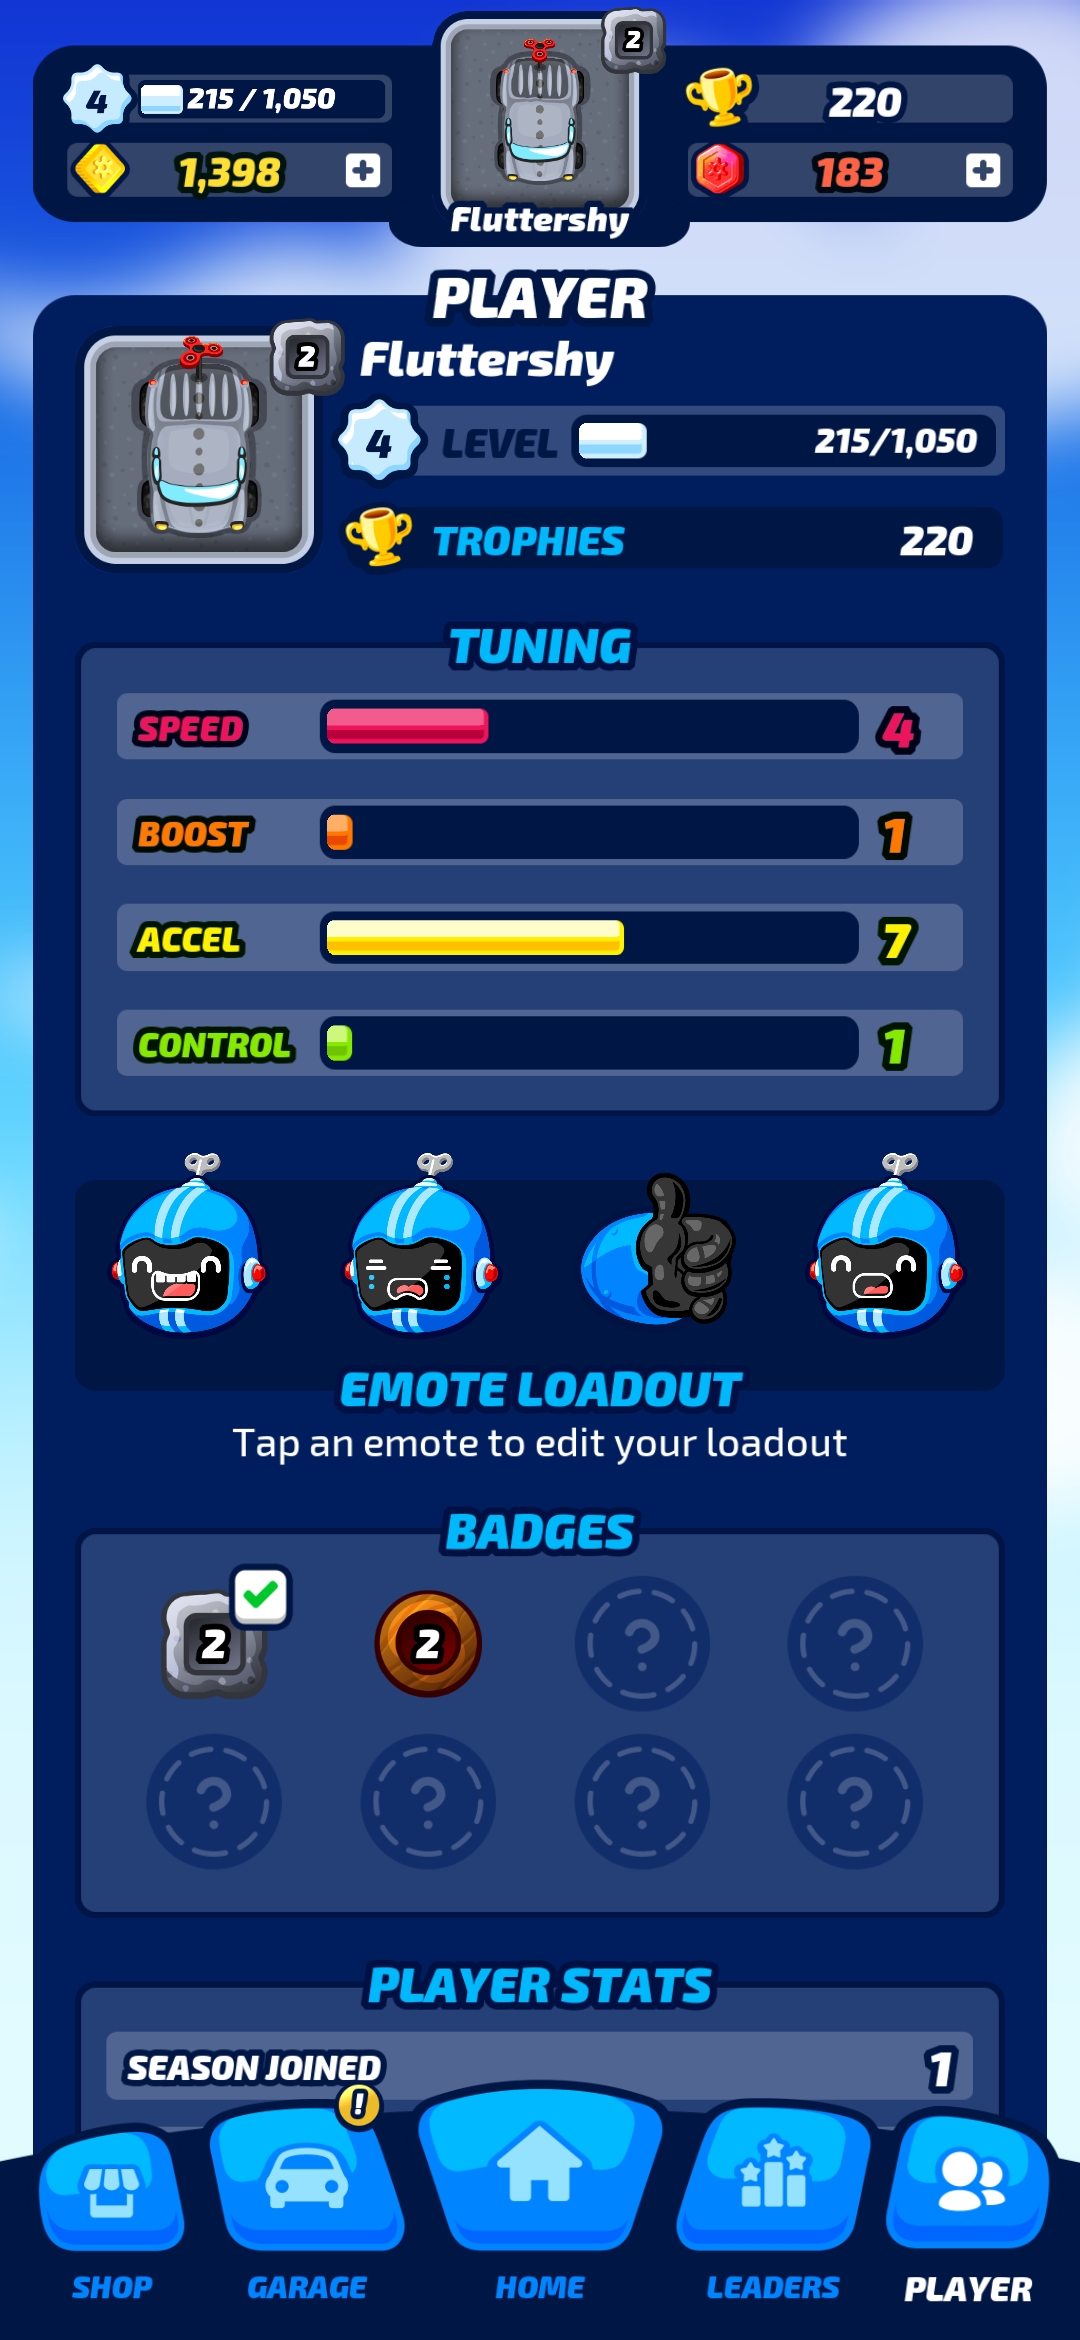 4 215 / 1,050
2
220
1,398
183
Fluttershy
PLAYER
2
Fluttershy
4 LEVEL 215/1,050
TROPHIES 220
TUNING
SPEED 4
BOOST 1
ACCEL 7
CONTROL 1
EMOTE LOADOUT
Tap an emote to edit your loadout
BADGES
2 2 ? ?
? ? ? ?
PLAYER STATS
SEASON JOINED 1
!
SHOP GARAGE HOME LEADERS PLAYER